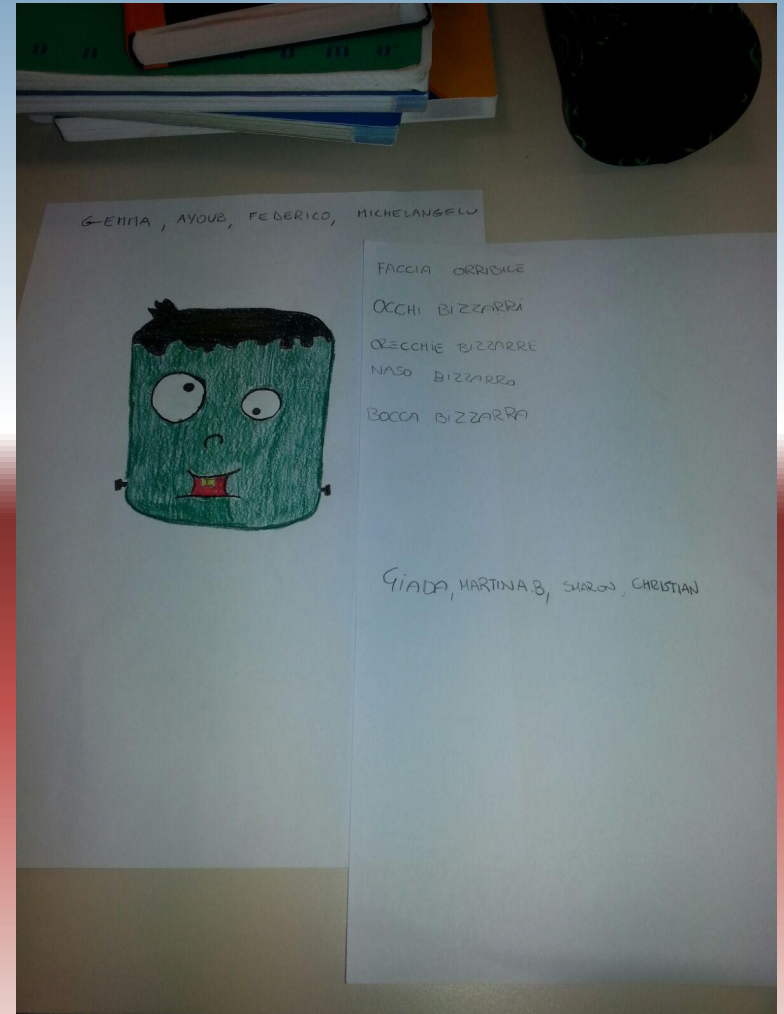 GEMMA, AYOUB, FEDERICO, MICHELANGELO
FACCIA ORRIBILE
OCCHI BIZZARRI
ORECCHIE BIZZARRE
NASO BIZZARRO
BOCCA BIZZARRA
GIADA, MARTINA.B, SHARON, CHRISTIAN